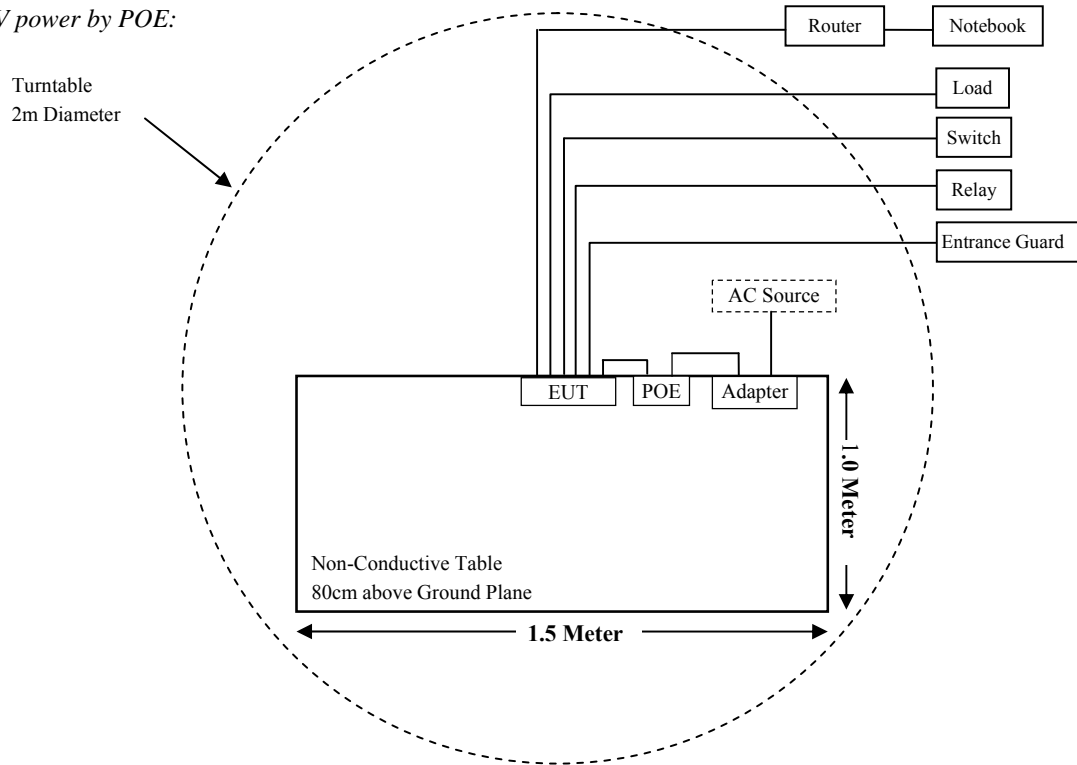 V power by POE:
Router
Notebook
Turntable
2m Diameter
Load
Switch
Relay
Entrance Guard
AC Source
EUT
POE
Adapter
1.0 Meter
Non-Conductive Table
80cm above Ground Plane
1.5 Meter